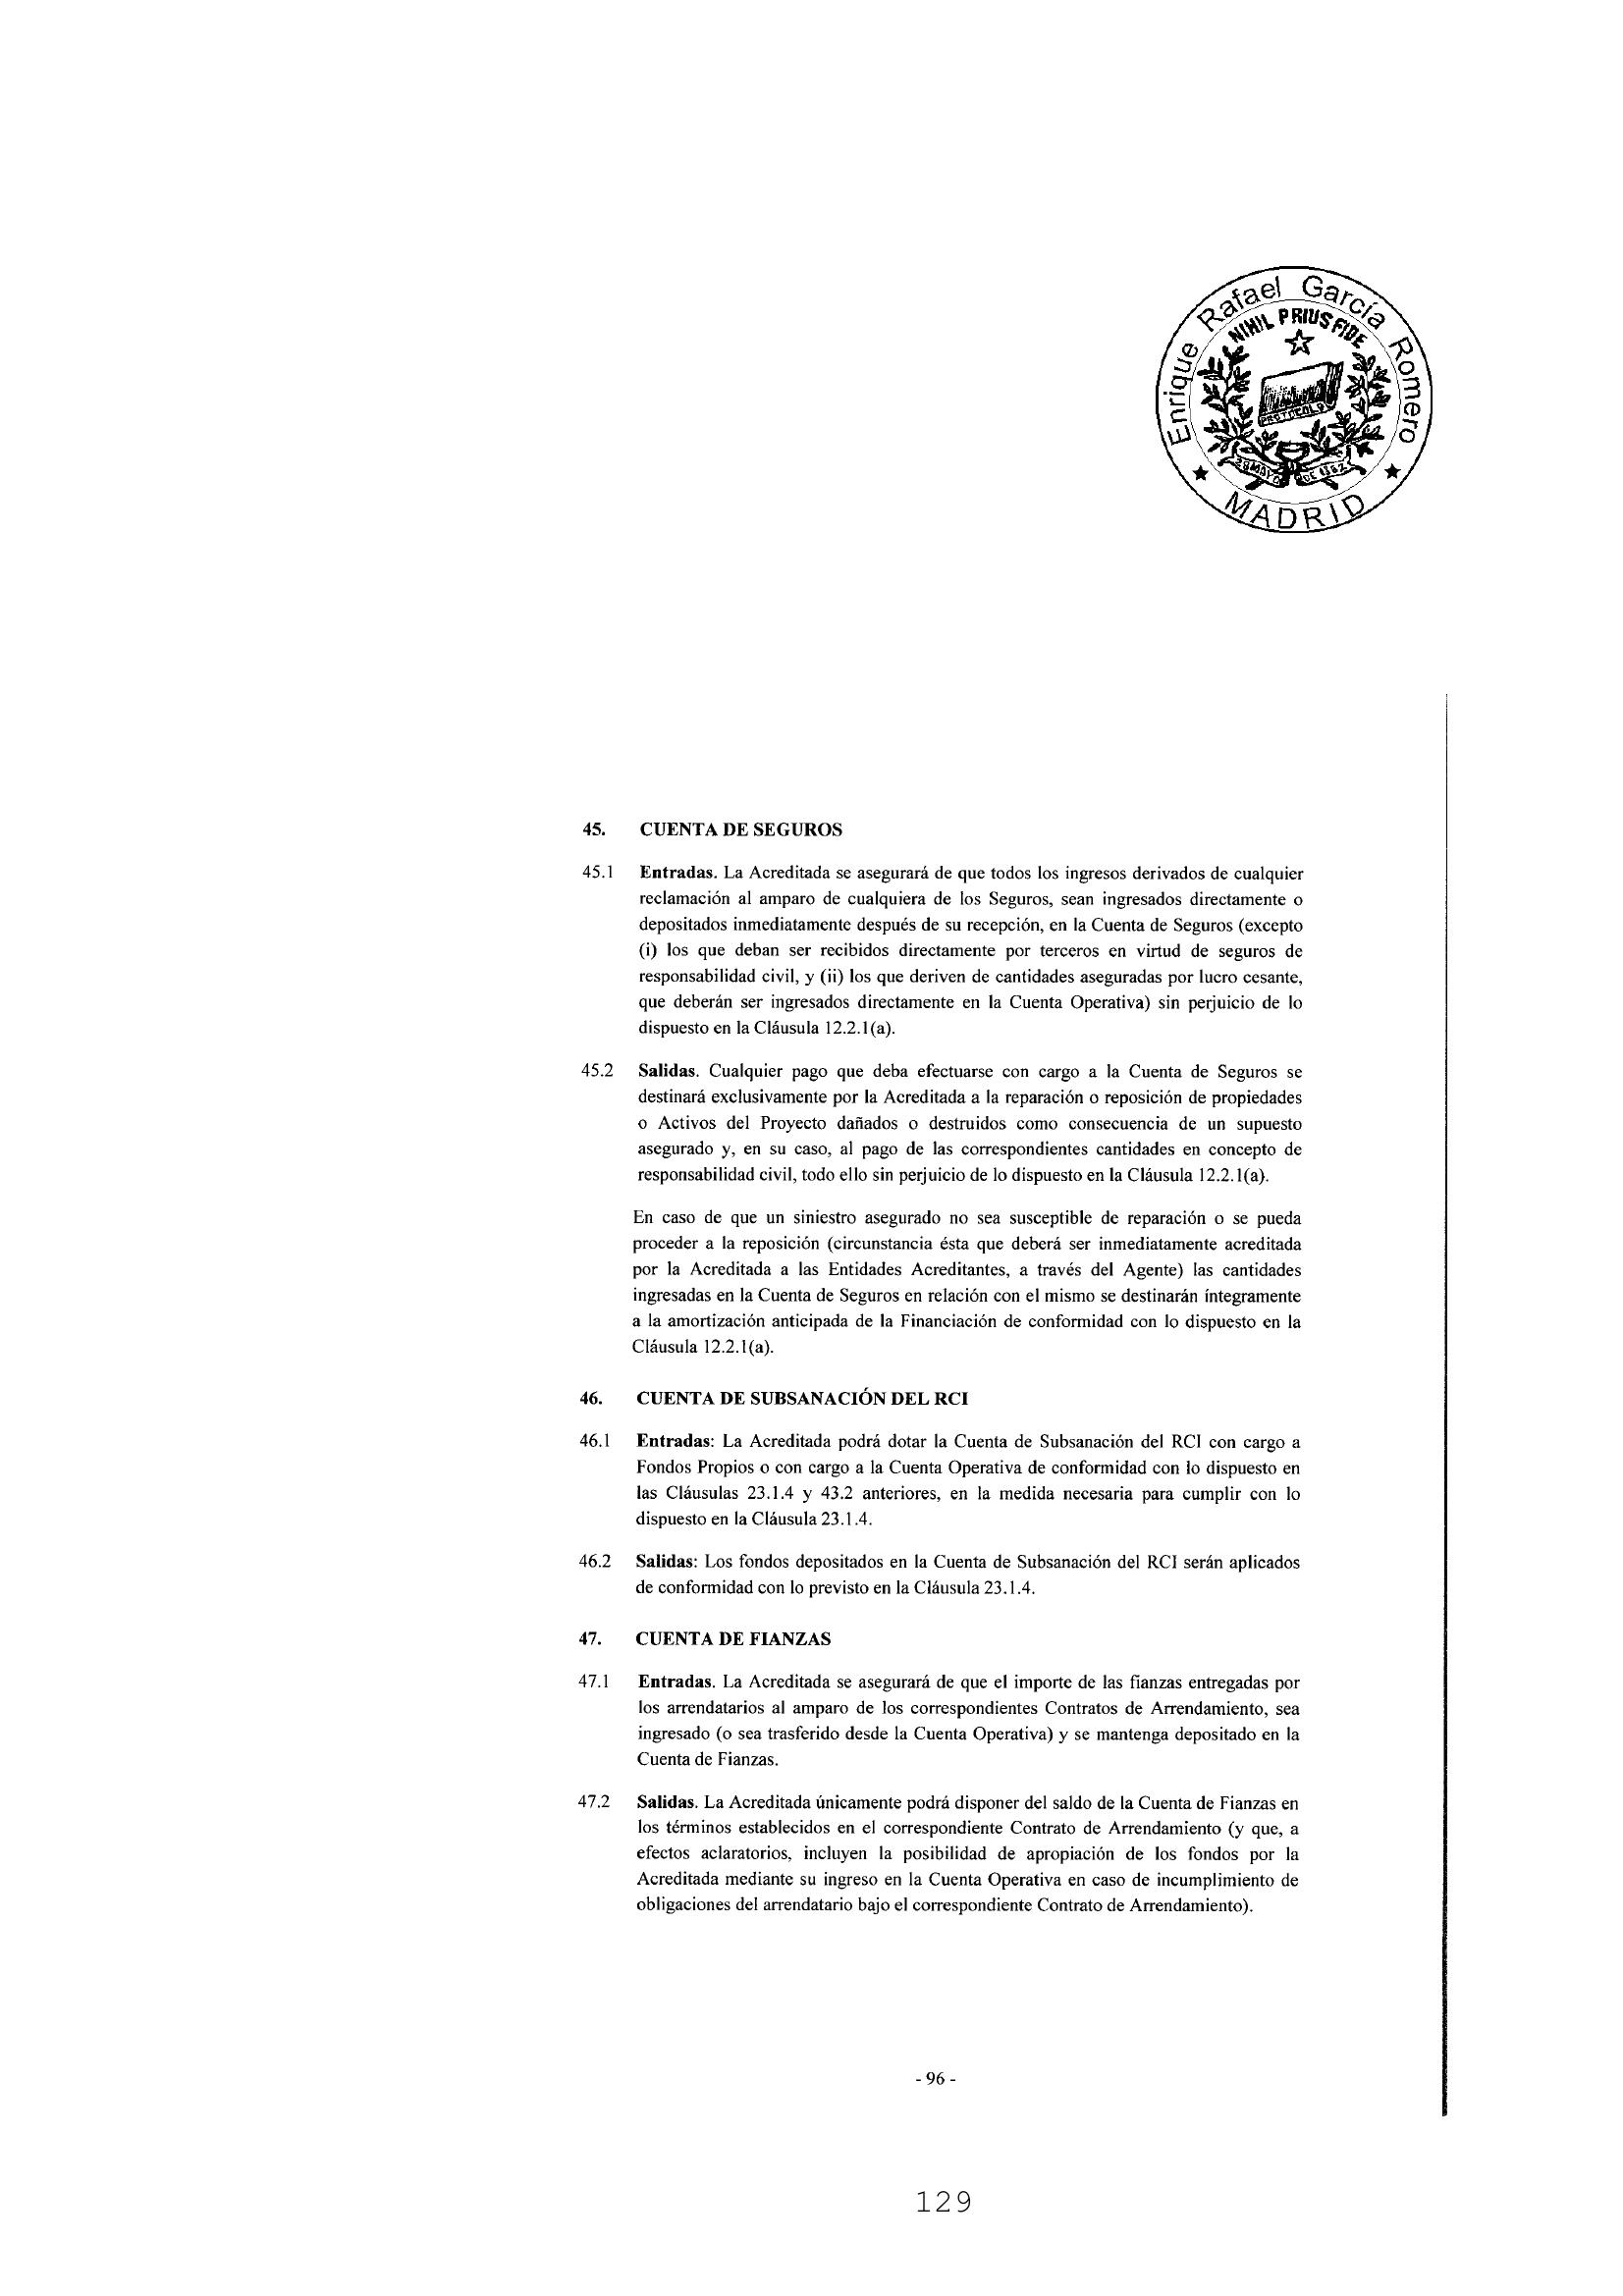 Enrique Rafael García Romero
NIHIL PRIUS FIDE
PROTOCOLO
28 MAYO DE 1862
★ MADRID ★
45. CUENTA DE SEGUROS
45.1 Entradas. La Acreditada se asegurará de que todos los ingresos derivados de cualquier
reclamación al amparo de cualquiera de los Seguros, sean ingresados directamente o
depositados inmediatamente después de su recepción, en la Cuenta de Seguros (excepto
(i) los que deban ser recibidos directamente por terceros en virtud de seguros de
responsabilidad civil, y (ii) los que deriven de cantidades aseguradas por lucro cesante,
que deberán ser ingresados directamente en la Cuenta Operativa) sin perjuicio de lo
dispuesto en la Cláusula 12.2.1(a).
45.2 Salidas. Cualquier pago que deba efectuarse con cargo a la Cuenta de Seguros se
destinará exclusivamente por la Acreditada a la reparación o reposición de propiedades
o Activos del Proyecto dañados o destruidos como consecuencia de un supuesto
asegurado y, en su caso, al pago de las correspondientes cantidades en concepto de
responsabilidad civil, todo ello sin perjuicio de lo dispuesto en la Cláusula 12.2.1(a).
En caso de que un siniestro asegurado no sea susceptible de reparación o se pueda
proceder a la reposición (circunstancia ésta que deberá ser inmediatamente acreditada
por la Acreditada a las Entidades Acreditantes, a través del Agente) las cantidades
ingresadas en la Cuenta de Seguros en relación con el mismo se destinarán íntegramente
a la amortización anticipada de la Financiación de conformidad con lo dispuesto en la
Cláusula 12.2.1(a).
46. CUENTA DE SUBSANACIÓN DEL RCI
46.1 Entradas: La Acreditada podrá dotar la Cuenta de Subsanación del RCI con cargo a
Fondos Propios o con cargo a la Cuenta Operativa de conformidad con lo dispuesto en
las Cláusulas 23.1.4 y 43.2 anteriores, en la medida necesaria para cumplir con lo
dispuesto en la Cláusula 23.1.4.
46.2 Salidas: Los fondos depositados en la Cuenta de Subsanación del RCI serán aplicados
de conformidad con lo previsto en la Cláusula 23.1.4.
47. CUENTA DE FIANZAS
47.1 Entradas. La Acreditada se asegurará de que el importe de las fianzas entregadas por
los arrendatarios al amparo de los correspondientes Contratos de Arrendamiento, sea
ingresado (o sea trasferido desde la Cuenta Operativa) y se mantenga depositado en la
Cuenta de Fianzas.
47.2 Salidas. La Acreditada únicamente podrá disponer del saldo de la Cuenta de Fianzas en
los términos establecidos en el correspondiente Contrato de Arrendamiento (y que, a
efectos aclaratorios, incluyen la posibilidad de apropiación de los fondos por la
Acreditada mediante su ingreso en la Cuenta Operativa en caso de incumplimiento de
obligaciones del arrendatario bajo el correspondiente Contrato de Arrendamiento).
- 96 -
129